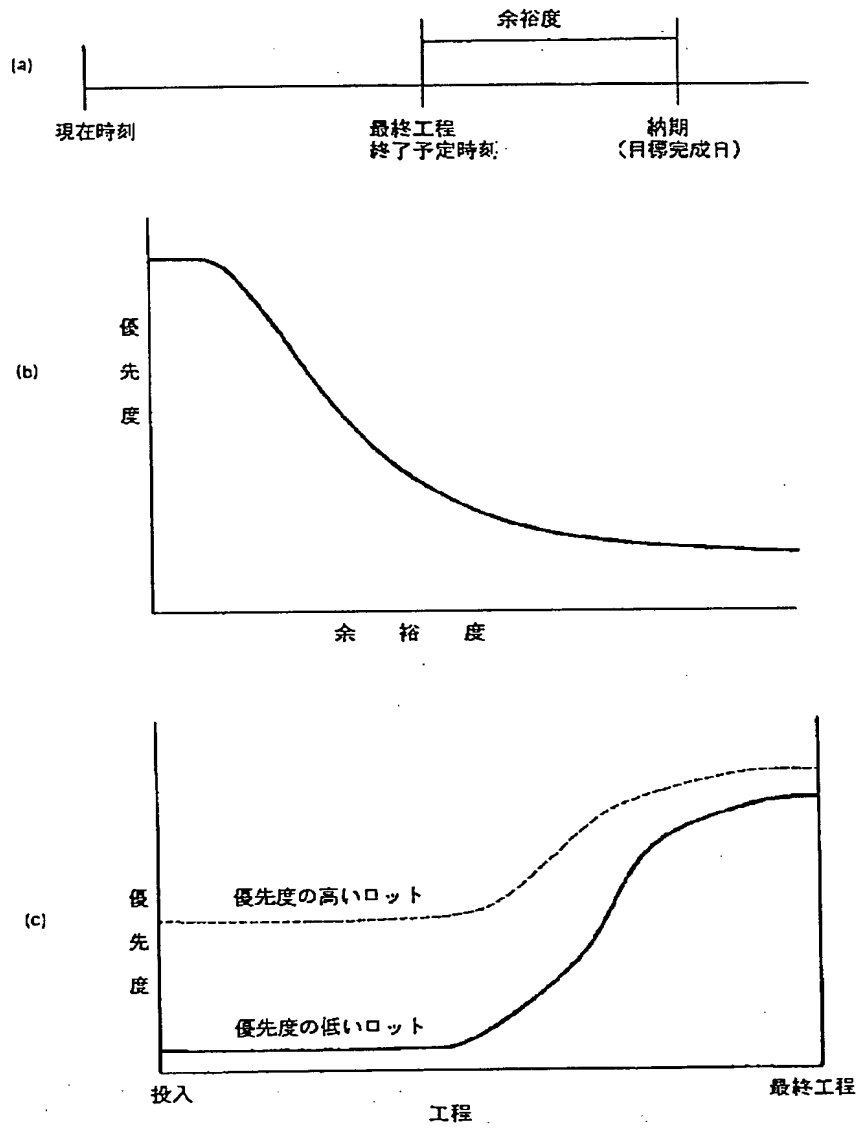 (a)
余裕度
現在時刻
最終工程
終了予定時刻
納期
(目標完成日)
(b)
優先度
余裕度
(c)
優先度
優先度の高いロット
優先度の低いロット
投入
最終工程
工程